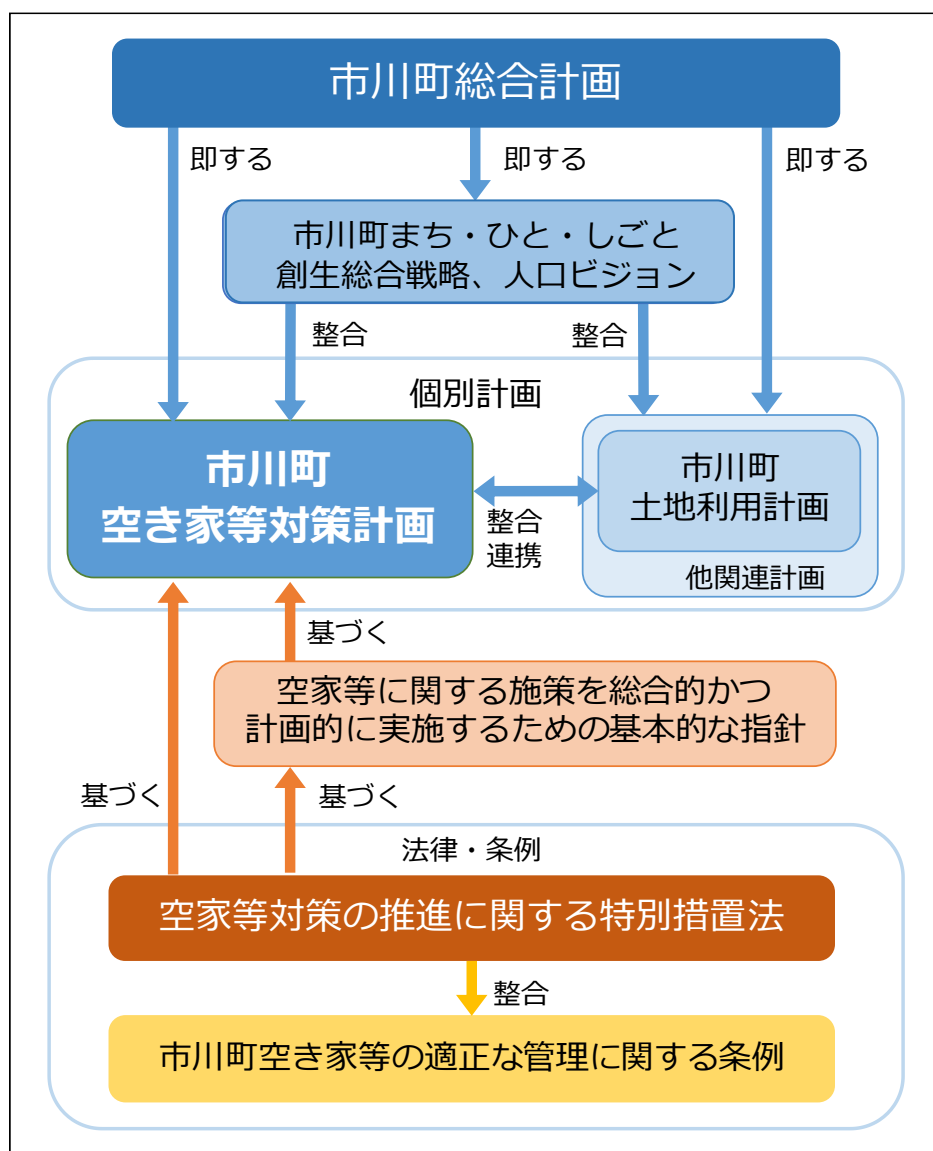 市川町総合計画
即する
即する
即する
市川町まち・ひと・しごと
創生総合戦略、人口ビジョン
整合
整合
個別計画
市川町
空き家等対策計画
整合
連携
市川町
土地利用計画
他関連計画
基づく
空家等に関する施策を総合的かつ
計画的に実施するための基本的な指針
基づく
基づく
法律・条例
空家等対策の推進に関する特別措置法
整合
市川町空き家等の適正な管理に関する条例